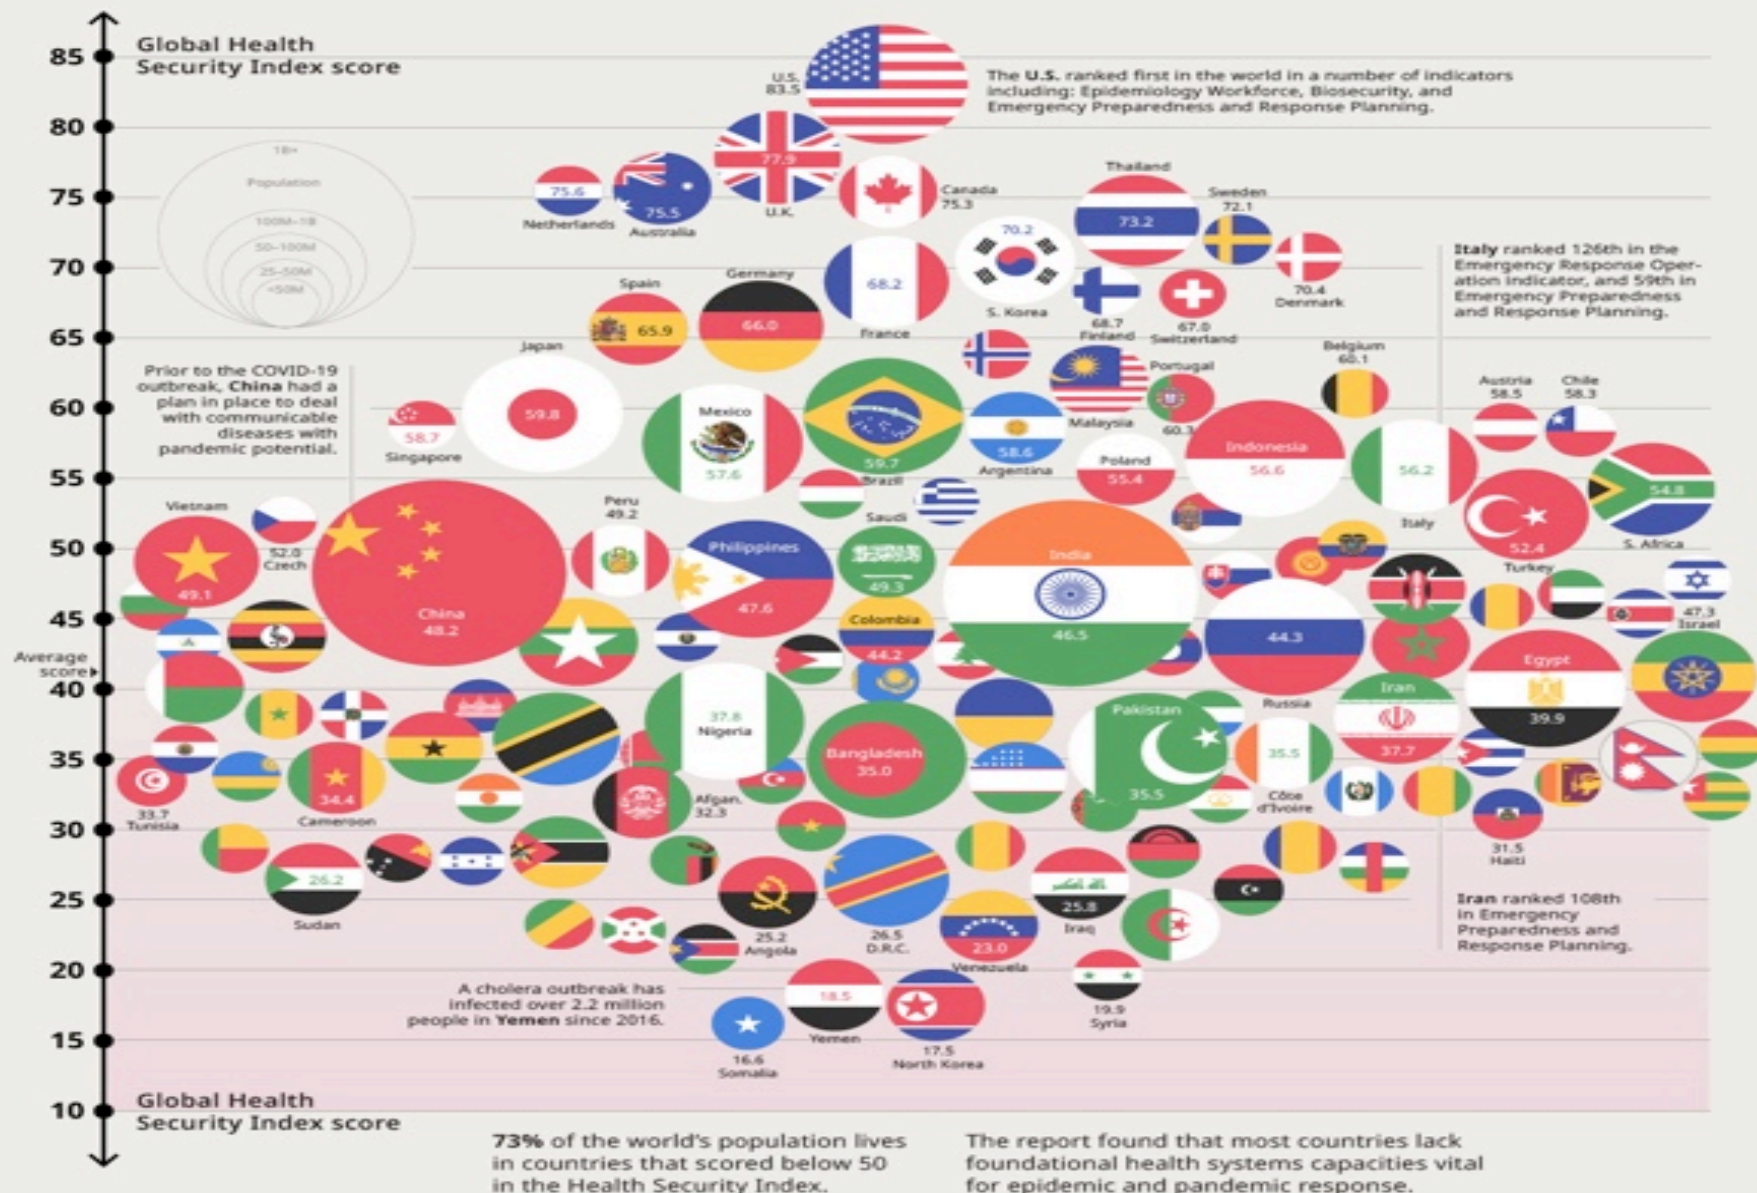 Global Health
Security Index score
85
80
75
70
65
60
55
50
45
40
35
30
25
20
15
10
Average
score
1B+
Population
100M–1B
50–100M
25–50M
<50M
U.S.
83.5
The U.S. ranked first in the world in a number of indicators
including: Epidemiology Workforce, Biosecurity, and
Emergency Preparedness and Response Planning.
77.9
U.K.
75.6
Netherlands
75.5
Australia
Canada
75.3
Thailand
73.2
Sweden
72.1
70.2
S. Korea
70.4
Denmark
Italy ranked 126th in the
Emergency Response Oper-
ation indicator, and 59th in
Emergency Preparedness
and Response Planning.
Spain
65.9
Germany
66.0
68.2
France
68.7
Finland
67.0
Switzerland
Prior to the COVID-19
outbreak, China had a
plan in place to deal
with communicable
diseases with
pandemic potential.
Japan
59.8
58.7
Singapore
Mexico
57.6
59.7
Brazil
58.6
Argentina
Malaysia
Portugal
60.3
Belgium
60.1
Austria
58.5
Chile
58.3
Poland
55.4
Indonesia
56.6
56.2
Italy
54.8
S. Africa
52.4
Turkey
Vietnam
49.1
52.0
Czech
China
48.2
Peru
49.2
Philippines
47.6
Saudi
49.3
Colombia
44.2
India
46.5
44.3
Russia
47.3
Israel
Egypt
39.9
Iran
37.7
37.8
Nigeria
Bangladesh
35.0
Pakistan
35.5
35.5
Côte
d'Ivoire
33.7
Tunisia
34.4
Cameroon
Afgan.
32.3
31.5
Haiti
26.2
Sudan
25.2
Angola
26.5
D.R.C.
23.0
Venezuela
25.8
Iraq
Iran ranked 108th
in Emergency
Preparedness and
Response Planning.
A cholera outbreak has
infected over 2.2 million
people in Yemen since 2016.
16.6
Somalia
18.5
Yemen
17.5
North Korea
19.9
Syria
Global Health
Security Index score
73% of the world's population lives
in countries that scored below 50
in the Health Security Index.
The report found that most countries lack
foundational health systems capacities vital
for epidemic and pandemic response.